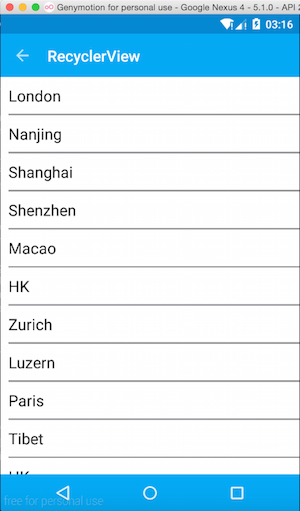 Genymotion for personal use - Google Nexus 4 - 5.1.0 - API 2
03:16
RecyclerView
London
Nanjing
Shanghai
Shenzhen
Macao
HK
Zurich
Luzern
Paris
Tibet
free for personal use